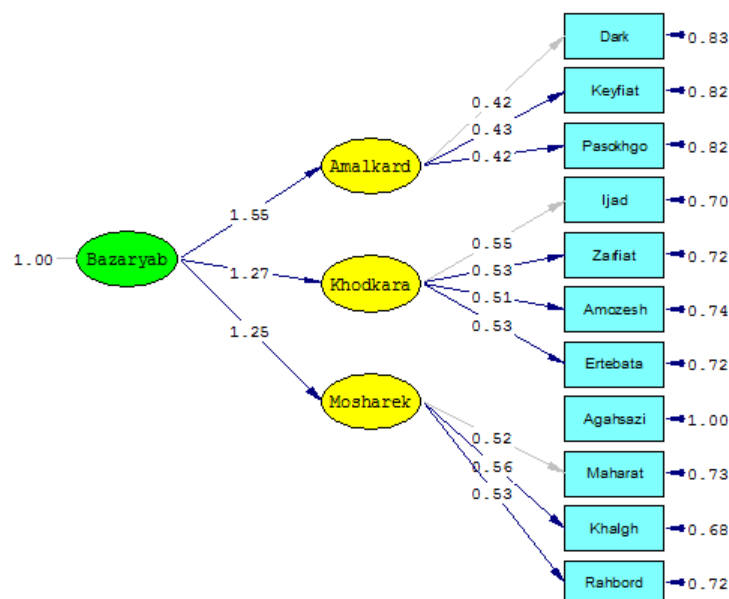 Dark
0.83
Keyfiat
0.82
0.42
0.43
Pasokhgo
0.82
0.42
Amalkard
Ijad
0.70
1.55
0.55
Zarfiat
0.72
1.00
Bazaryab
0.53
1.27
Khodkara
0.51
Amozesh
0.74
0.53
1.25
Ertebata
0.72
Mosharek
Agahsazi
1.00
0.52
0.56
Maharat
0.73
0.53
Khalgh
0.68
Rahbord
0.72